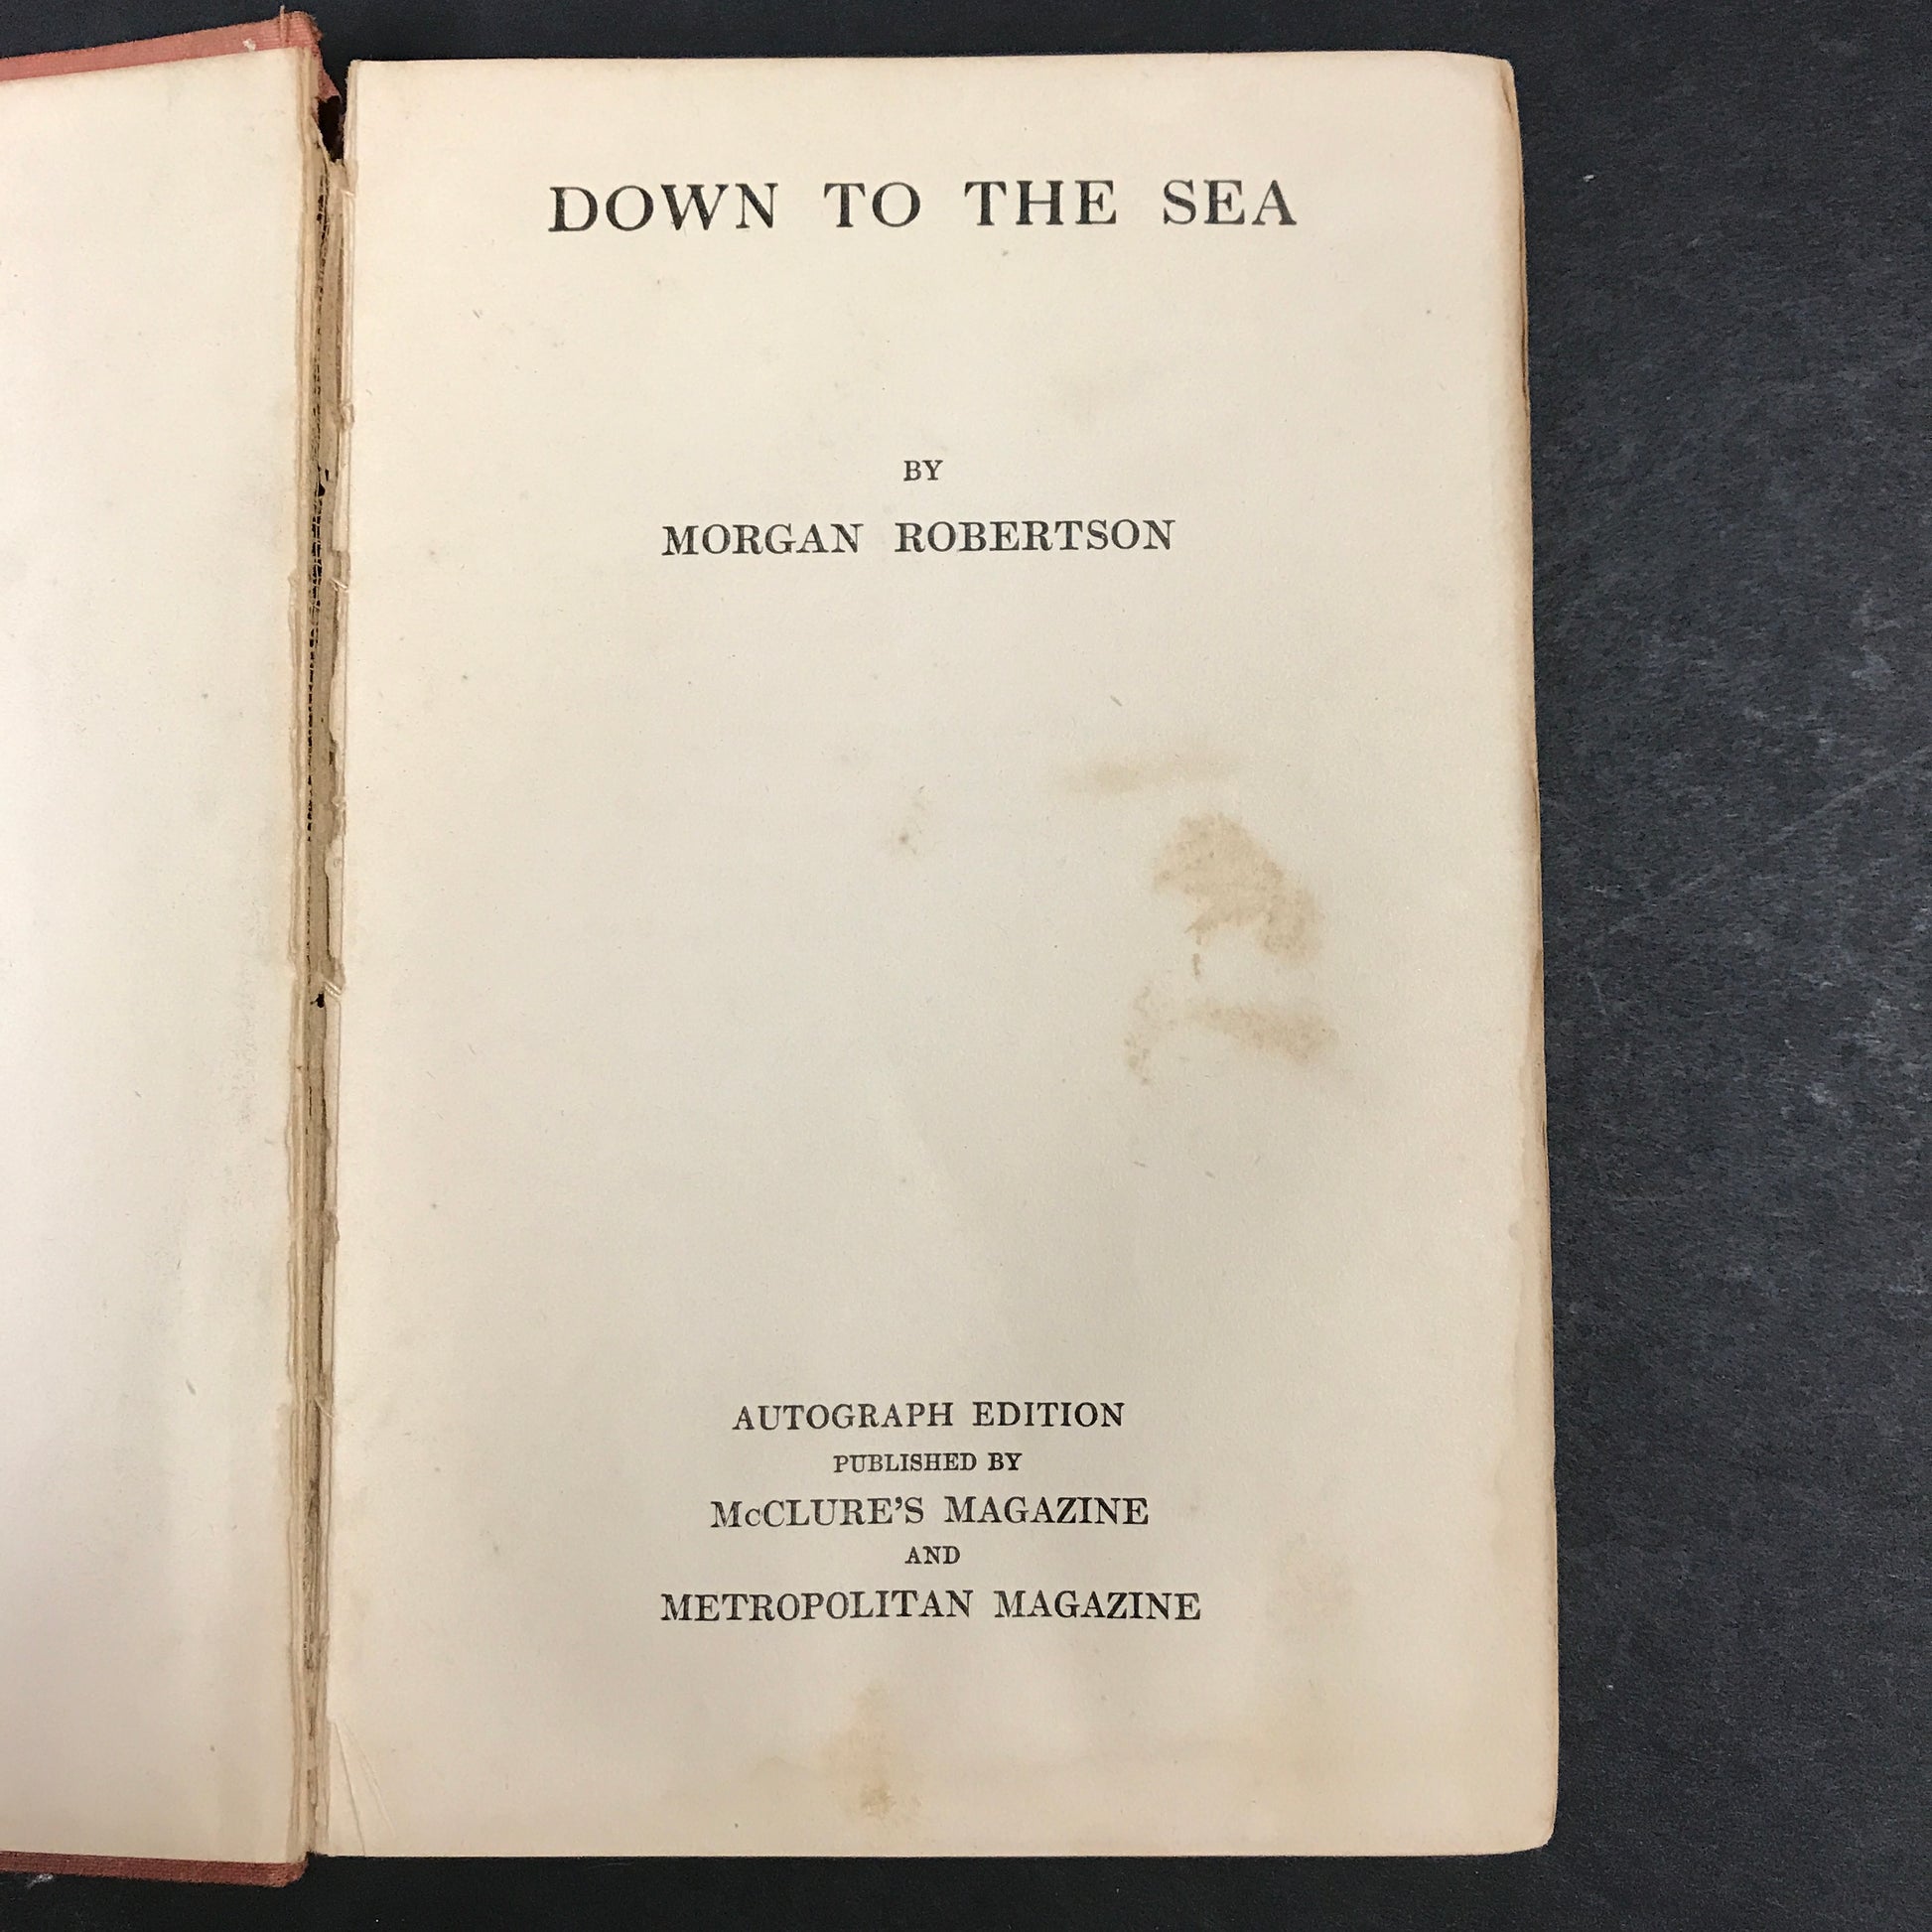 DOWN TO THE SEA
BY
MORGAN ROBERTSON
AUTOGRAPH EDITION
PUBLISHED BY
McCLURE'S MAGAZINE
AND
METROPOLITAN MAGAZINE